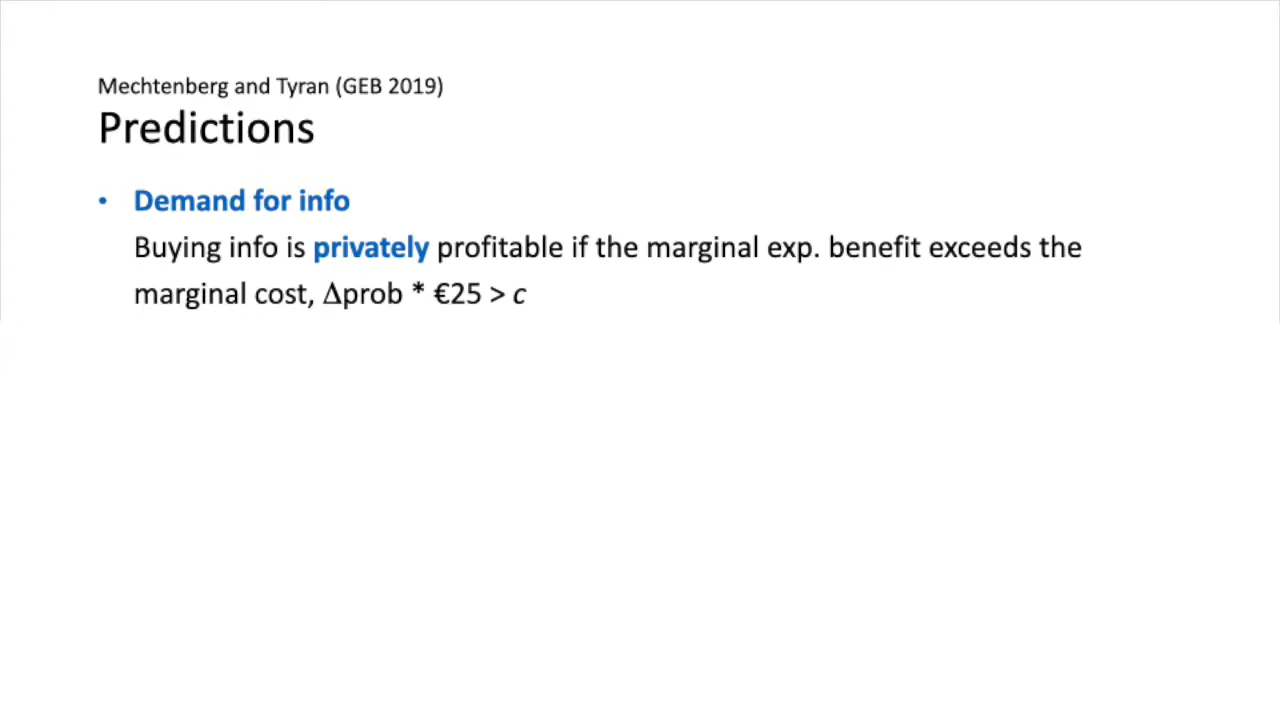 Mechtenberg and Tyran (GEB 2019)
Predictions
• Demand for info
Buying info is privately profitable if the marginal exp. benefit exceeds the
marginal cost, Δprob * €25 > c